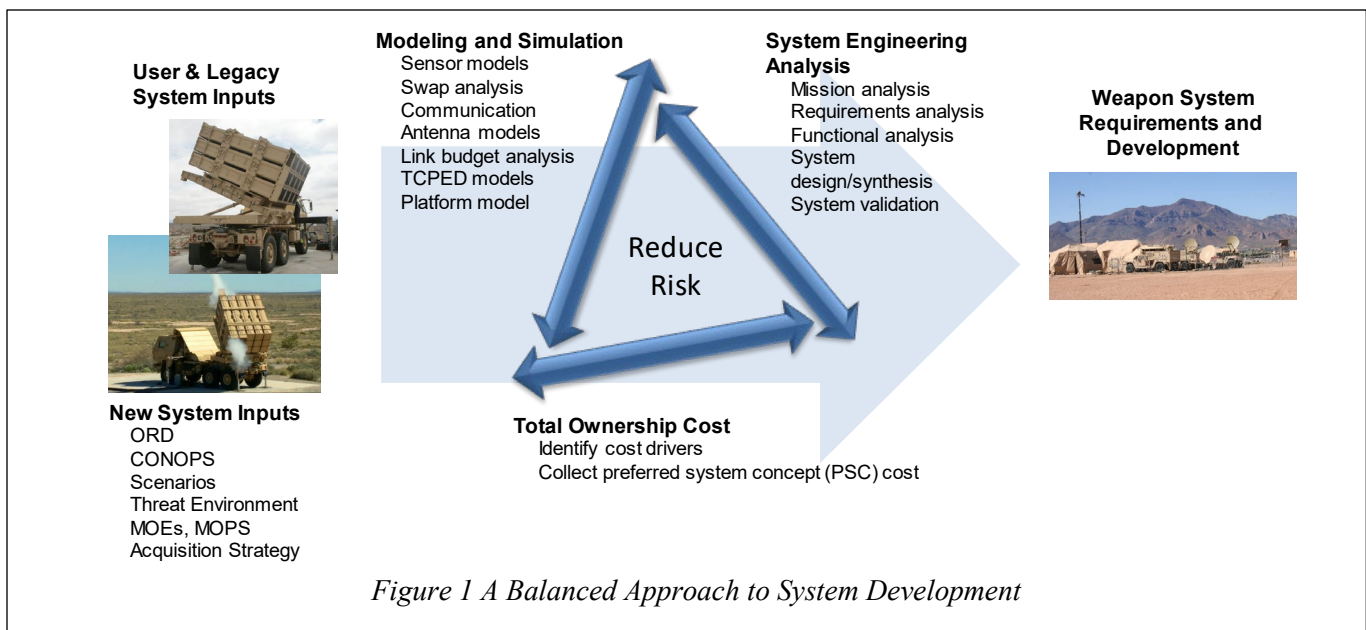 User & Legacy
System Inputs
New System Inputs
ORD
CONOPS
Scenarios
Threat Environment
MOEs, MOPS
Acquisition Strategy
Modeling and Simulation
Sensor models
Swap analysis
Communication
Antenna models
Link budget analysis
TCPED models
Platform model
Reduce
Risk
System Engineering
Analysis
Mission analysis
Requirements analysis
Functional analysis
System
design/synthesis
System validation
Total Ownership Cost
Identify cost drivers
Collect preferred system concept (PSC) cost
Weapon System
Requirements and
Development
Figure 1 A Balanced Approach to System Development